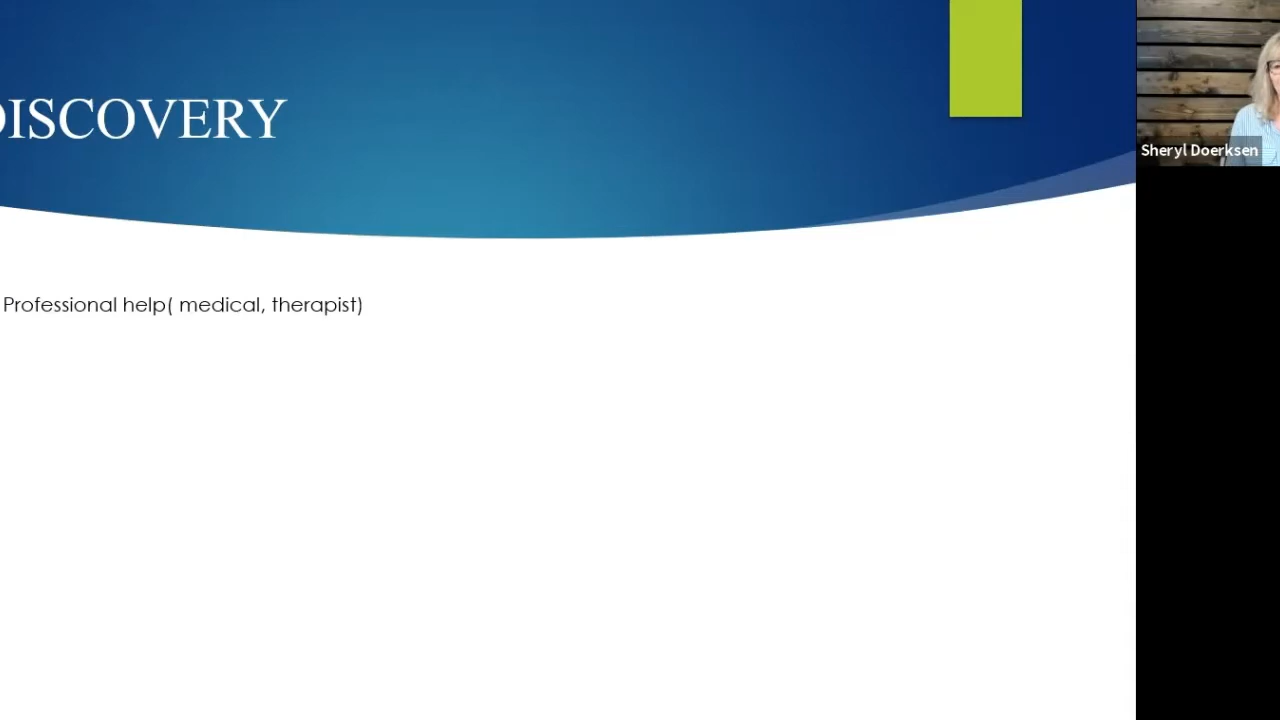 DISCOVERY
Professional help( medical, therapist)
Sheryl Doerksen